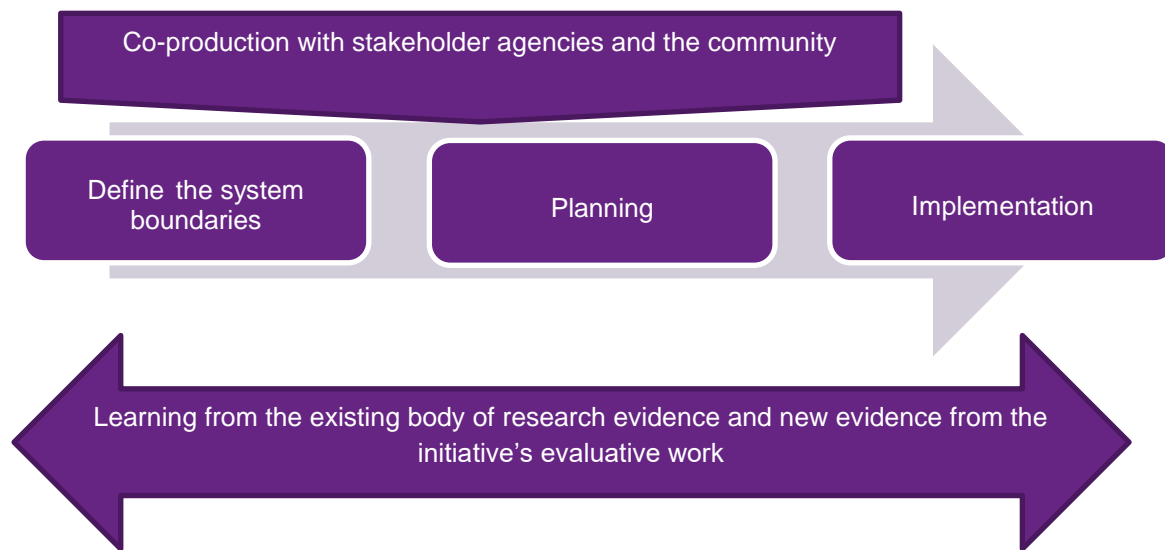 Co-production with stakeholder agencies and the community
Define the system
boundaries
Planning
Implementation
Learning from the existing body of research evidence and new evidence from the
initiative’s evaluative work